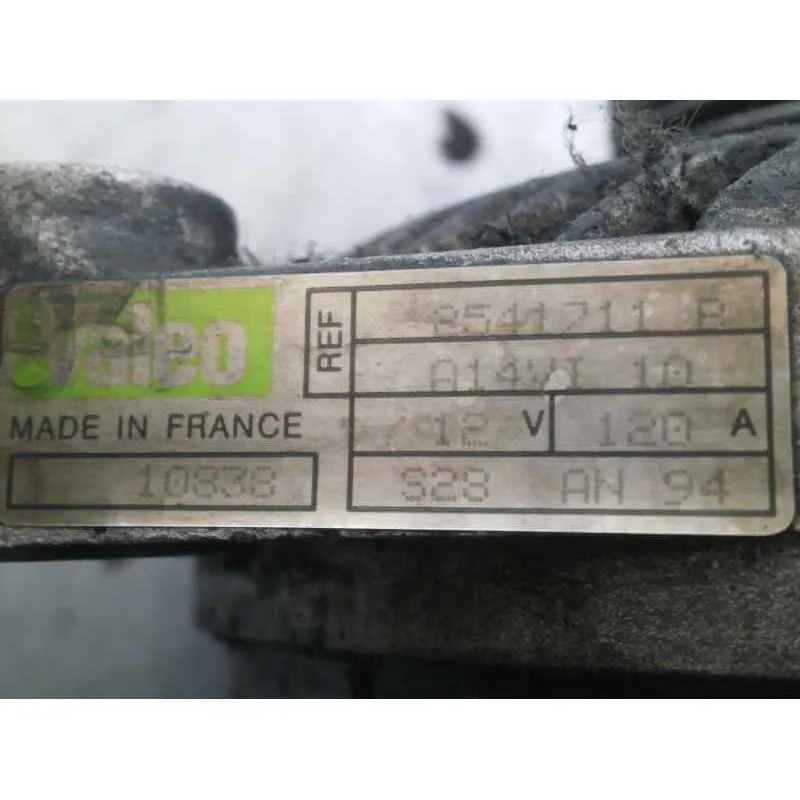 Valeo
MADE IN FRANCE
10838
REF
2541711 B
A14VI 10
12 V 120 A
S28 AN 94